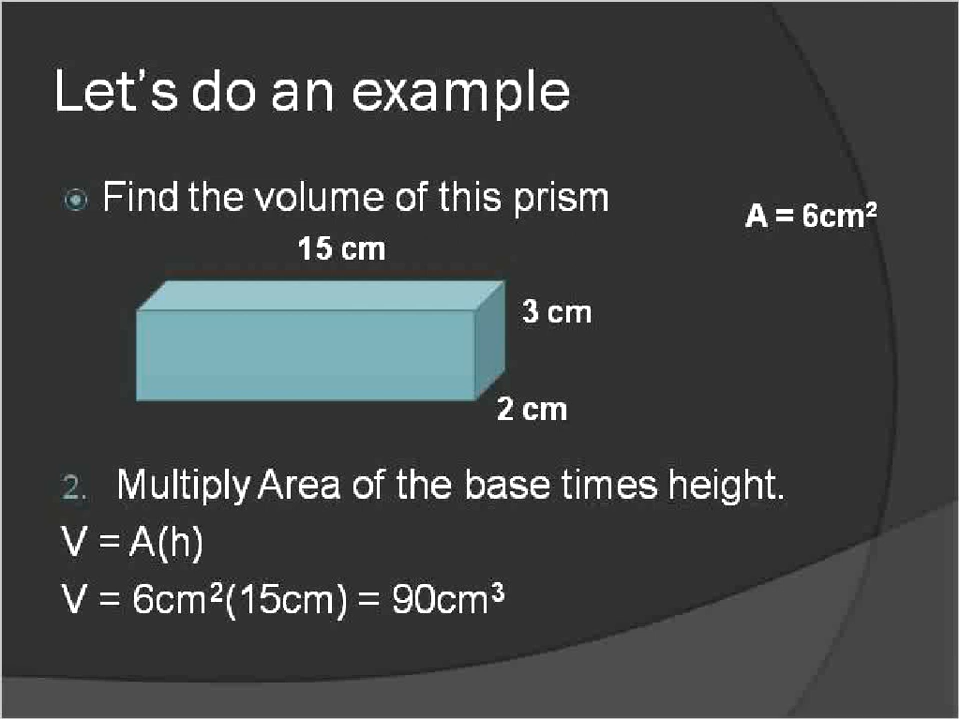 Let's do an example
Find the volume of this prism
A = 6cm²
15 cm
3 cm
2 cm
2. Multiply Area of the base times height.
V = A(h)
V = 6cm²(15cm) = 90cm³